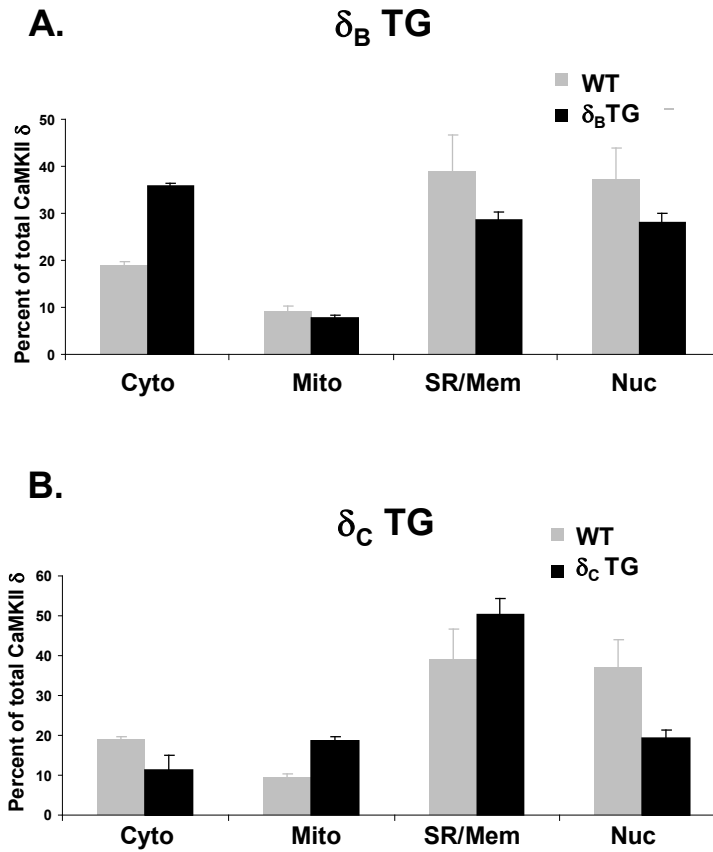 A.
δB TG
WT
δBTG
Percent of total CaMKII δ
50
40
30
20
10
0
Cyto Mito SR/Mem Nuc
B.
δC TG
WT
δC TG
Percent of total CaMKII δ
60
50
40
30
20
10
0
Cyto Mito SR/Mem Nuc